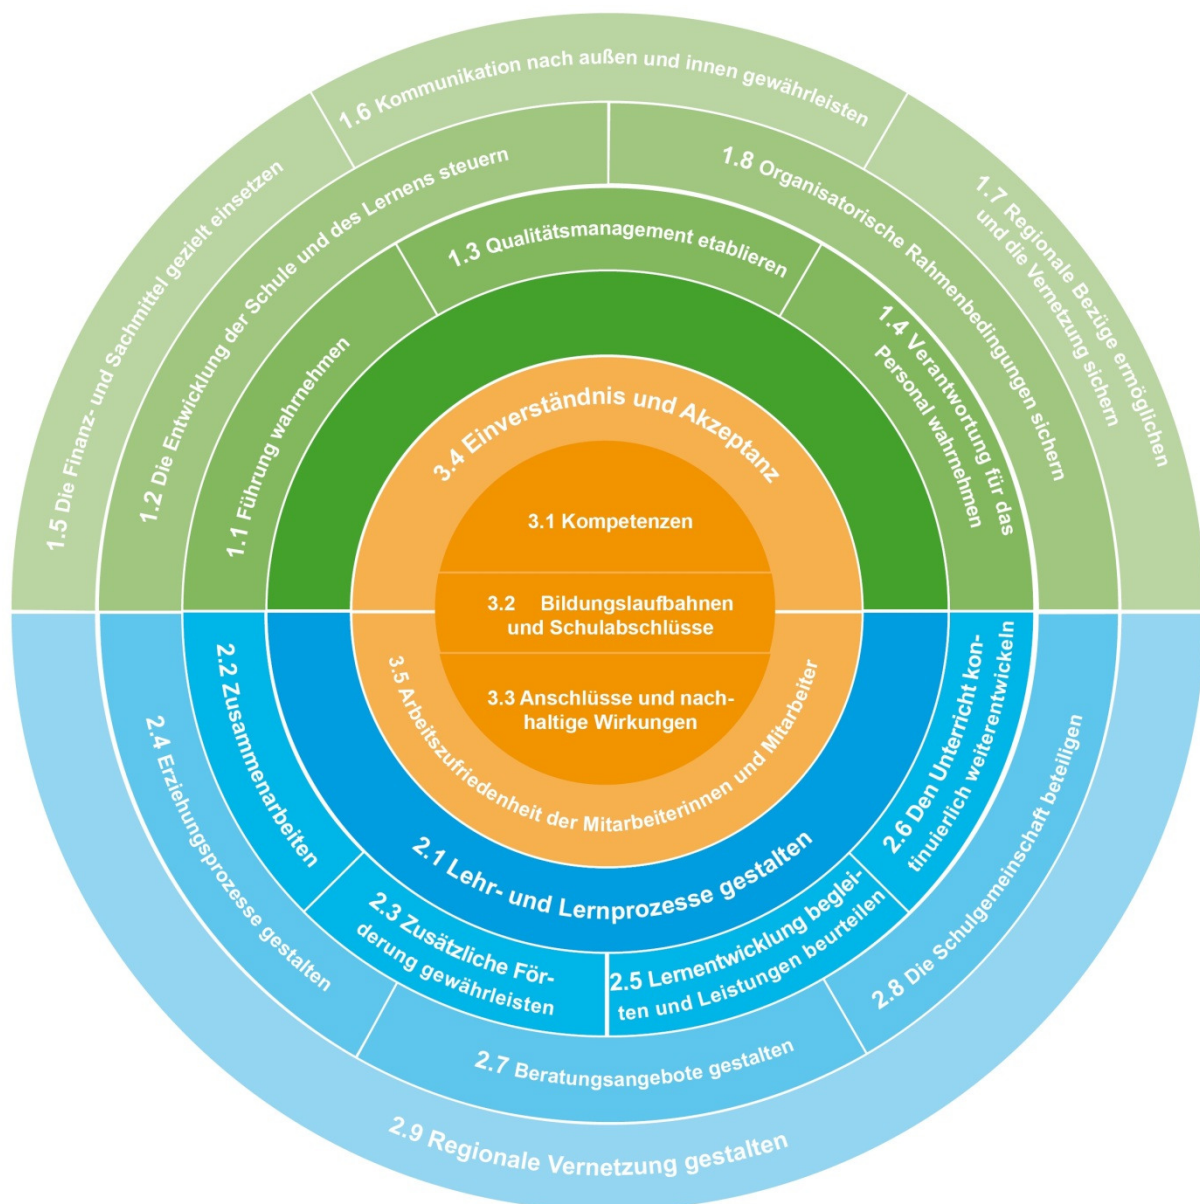 1.6 Kommunikation nach außen und innen gewährleisten
1.5 Die Finanz- und Sachmittel gezielt einsetzen
1.7 Regionale Bezüge ermöglichen
und die Vernetzung sichern
1.2 Die Entwicklung der Schule und des Lernens steuern
1.8 Organisatorische Rahmenbedingungen sichern
1.1 Führung wahrnehmen
1.3 Qualitätsmanagement etablieren
1.4 Verantwortung für das
Personal wahrnehmen
3.4 Einverständnis und Akzeptanz
3.1 Kompetenzen
3.2 Bildungslaufbahnen
und Schulabschlüsse
3.3 Anschlüsse und nach-
haltige Wirkungen
3.5 Arbeitszufriedenheit der Mitarbeiterinnen und Mitarbeiter
2.1 Lehr- und Lernprozesse gestalten
2.2 Zusammenarbeiten
2.3 Zusätzliche För-
derung gewährleisten
2.5 Lernentwicklung beglei-
ten und Leistungen beurteilen
2.6 Den Unterricht kon-
tinuierlich weiterentwickeln
2.4 Erziehungsprozesse gestalten
2.7 Beratungsangebote gestalten
2.8 Die Schulgemeinschaft beteiligen
2.9 Regionale Vernetzung gestalten